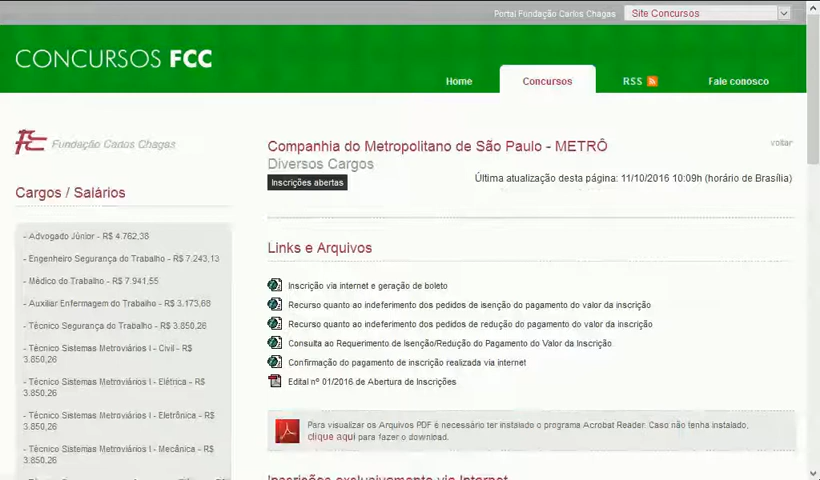 Portal Fundação Carlos Chagas
Site Concursos
CONCURSOS FCC
Home
Concursos
RSS
Fale conosco
Fundação Carlos Chagas
Companhia do Metropolitano de São Paulo - METRÔ
voltar
Diversos Cargos
Inscrições abertas
Última atualização desta página: 11/10/2016 10:09h (horário de Brasília)
Cargos / Salários
- Advogado Júnior - R$ 4.762,38
- Engenheiro Segurança do Trabalho - R$ 7.243,13
- Médico do Trabalho - R$ 7.941,55
- Auxiliar Enfermagem do Trabalho - R$ 3.173,68
- Técnico Segurança do Trabalho - R$ 3.850,26
- Técnico Sistemas Metroviários I - Civil - R$
3.850,26
- Técnico Sistemas Metroviários I - Elétrica - R$
3.850,26
- Técnico Sistemas Metroviários I - Eletrônica - R$
3.850,26
- Técnico Sistemas Metroviários I - Mecânica - R$
3.850,26
Links e Arquivos
Inscrição via internet e geração de boleto
Recurso quanto ao indeferimento dos pedidos de isenção do pagamento do valor da inscrição
Recurso quanto ao indeferimento dos pedidos de redução do pagamento do valor da inscrição
Consulta ao Requerimento de Isenção/Redução do Pagamento do Valor da Inscrição
Confirmação do pagamento de inscrição realizada via internet
Edital nº 01/2016 de Abertura de Inscrições
Para visualizar os Arquivos PDF é necessário ter instalado o programa Acrobat Reader. Caso não tenha instalado,
clique aqui para fazer o download.
Inscrições exclusivamente via Internet